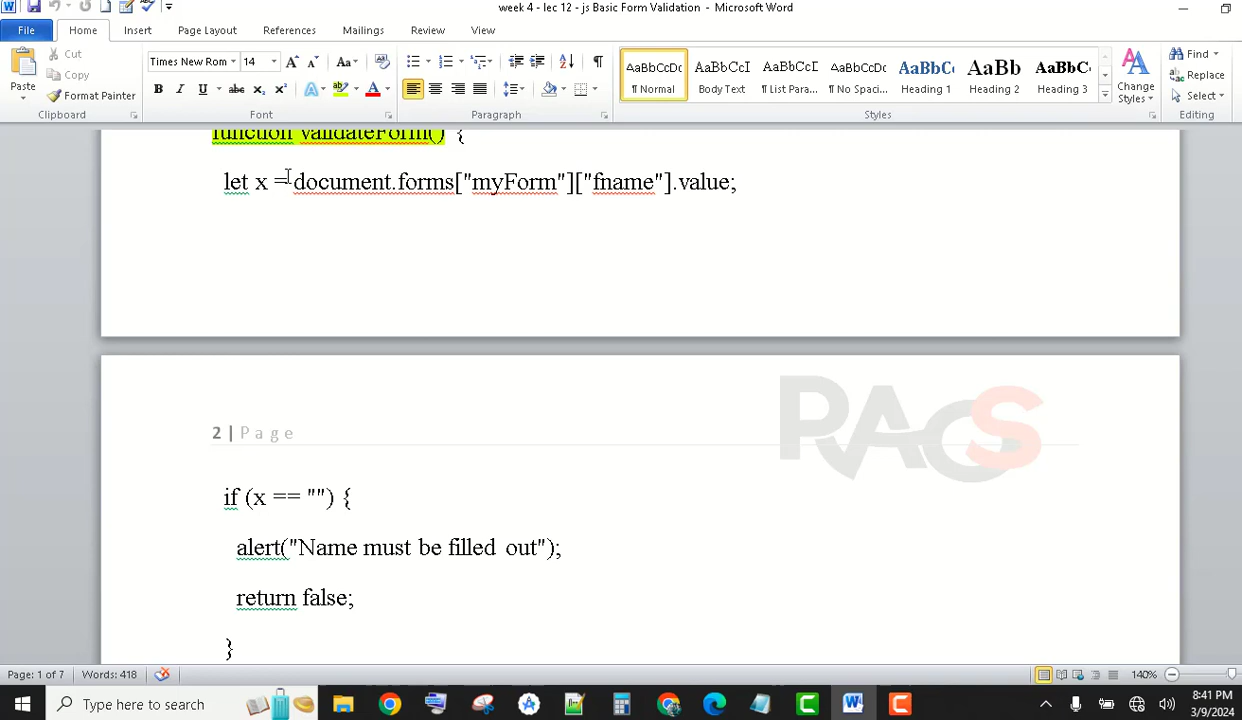 week 4 - lec 12 - js Basic Form Validation - Microsoft Word
File Home Insert Page Layout References Mailings Review View
Paste
Cut
Copy
Format Painter
Clipboard
Times New Rom 14
Font
Paragraph
AaBbCcDc AaBbCcI AaBbCcI AaBbCcDc AaBbC AaBb AaBbC
¶ Normal Body Text ¶ List Para... ¶ No Spaci... Heading 1 Heading 2 Heading 3
Change
Styles
Styles
Find
Replace
Select
Editing
function validateForm() {
let x = document.forms["myForm"]["fname"].value;
RACS
2 | Page
if (x == "") {
alert("Name must be filled out");
return false;
}
Page: 1 of 7 Words: 418 140%
Type here to search
8:41 PM
3/9/2024